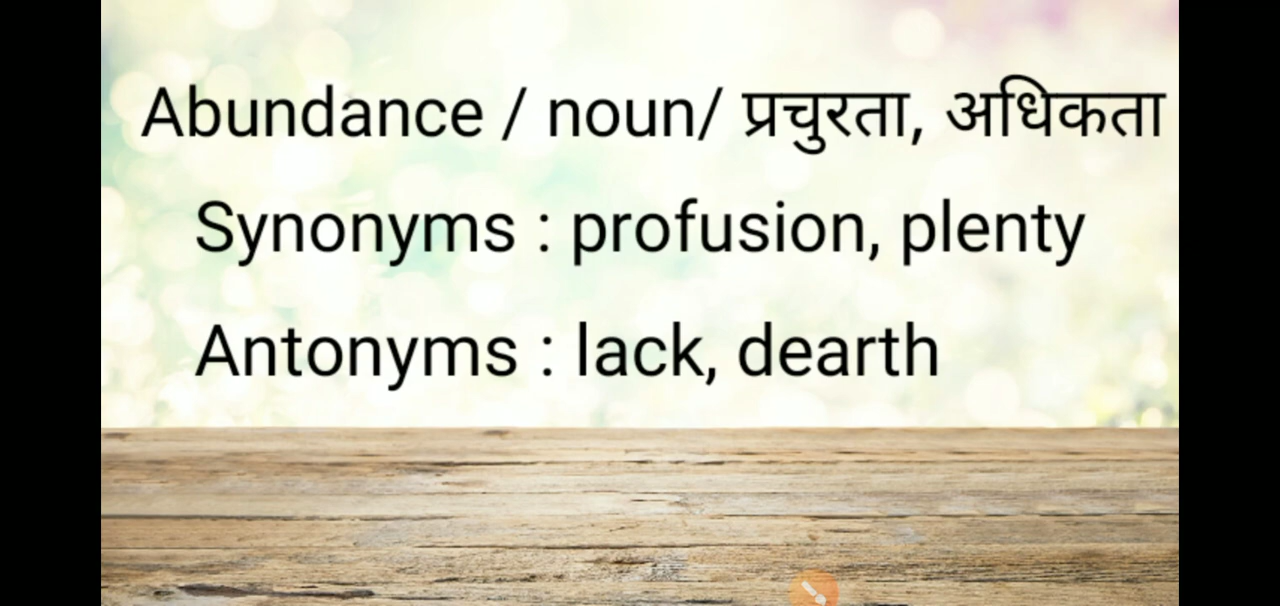 Abundance / noun/ प्रचुरता, अधिकता
Synonyms : profusion, plenty
Antonyms : lack, dearth